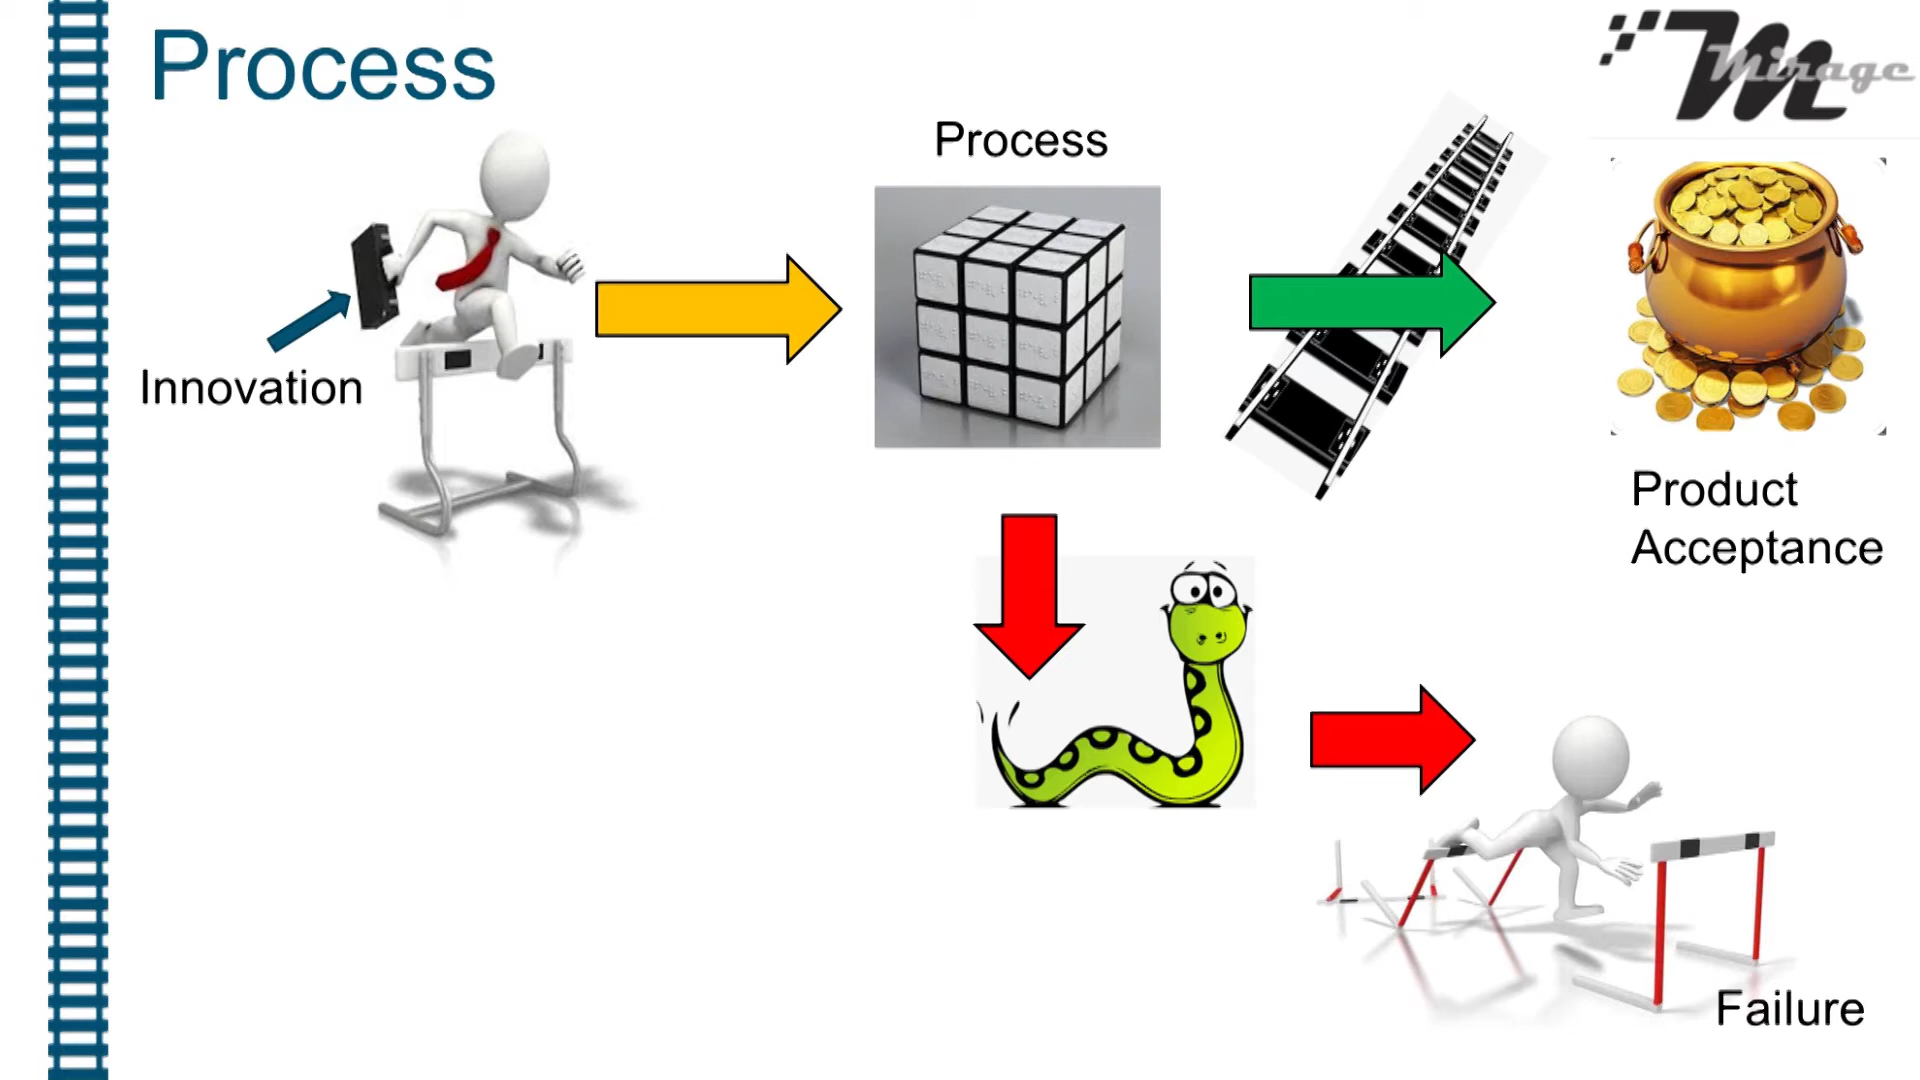 Process
Mirage
Process
Innovation
Product
Acceptance
Failure